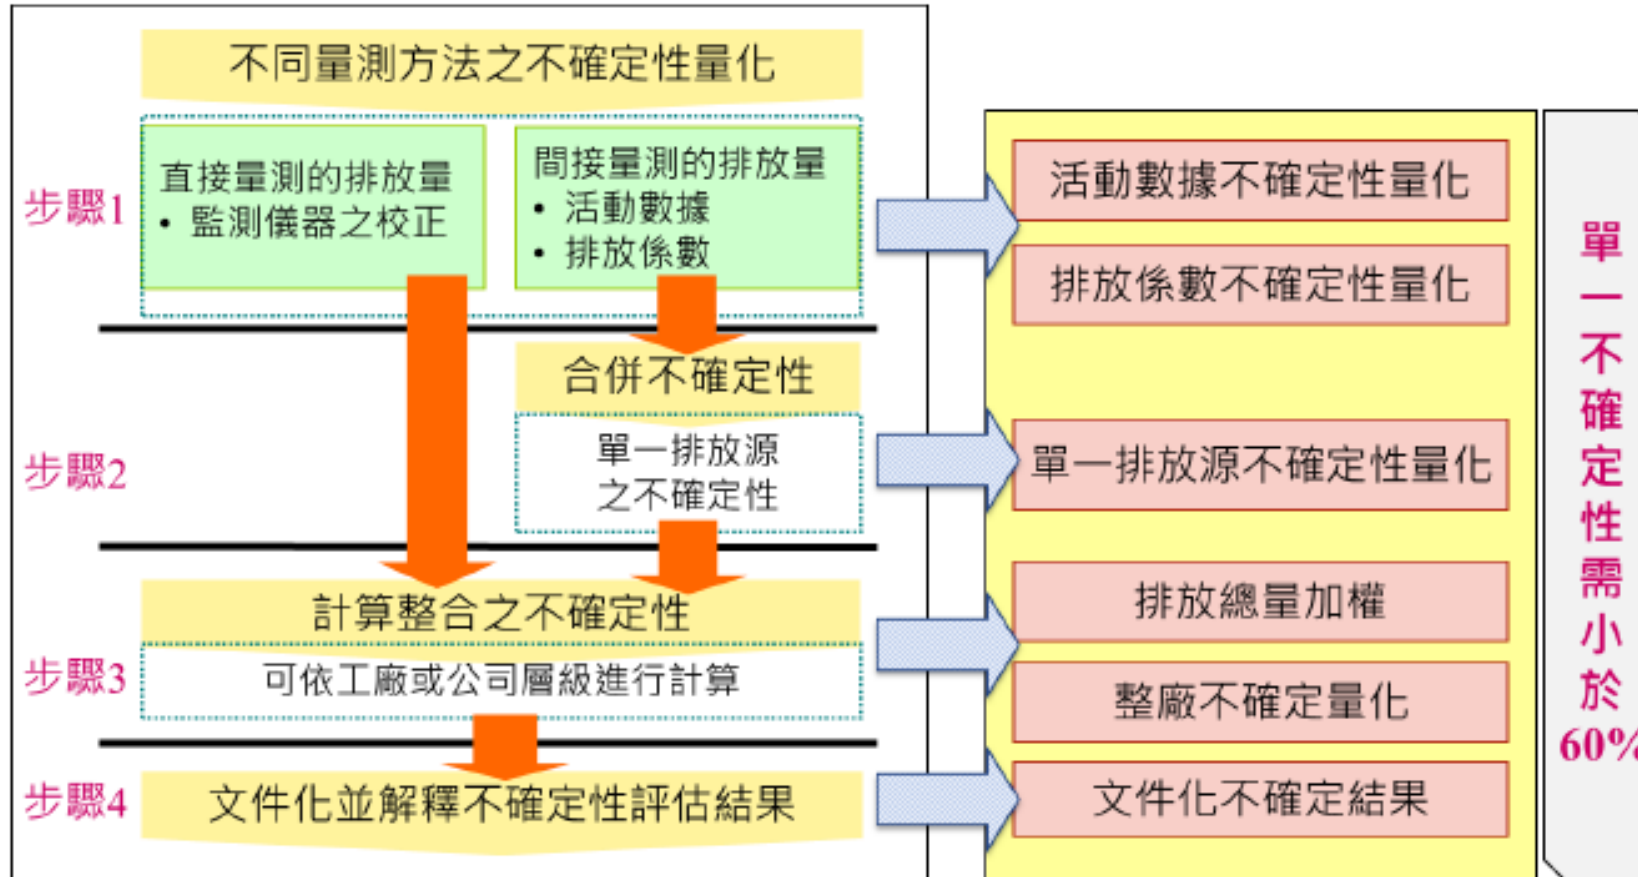 不同量測方法之不確定性量化
步驟1
直接量測的排放量
• 監測儀器之校正
間接量測的排放量
• 活動數據
• 排放係數
活動數據不確定性量化
排放係數不確定性量化
步驟2
合併不確定性
單一排放源
之不確定性
單一排放源不確定性量化
步驟3
計算整合之不確定性
可依工廠或公司層級進行計算
排放總量加權
整廠不確定量化
步驟4
文件化並解釋不確定性評估結果
文件化不確定結果
單一不確定性需小於
60%